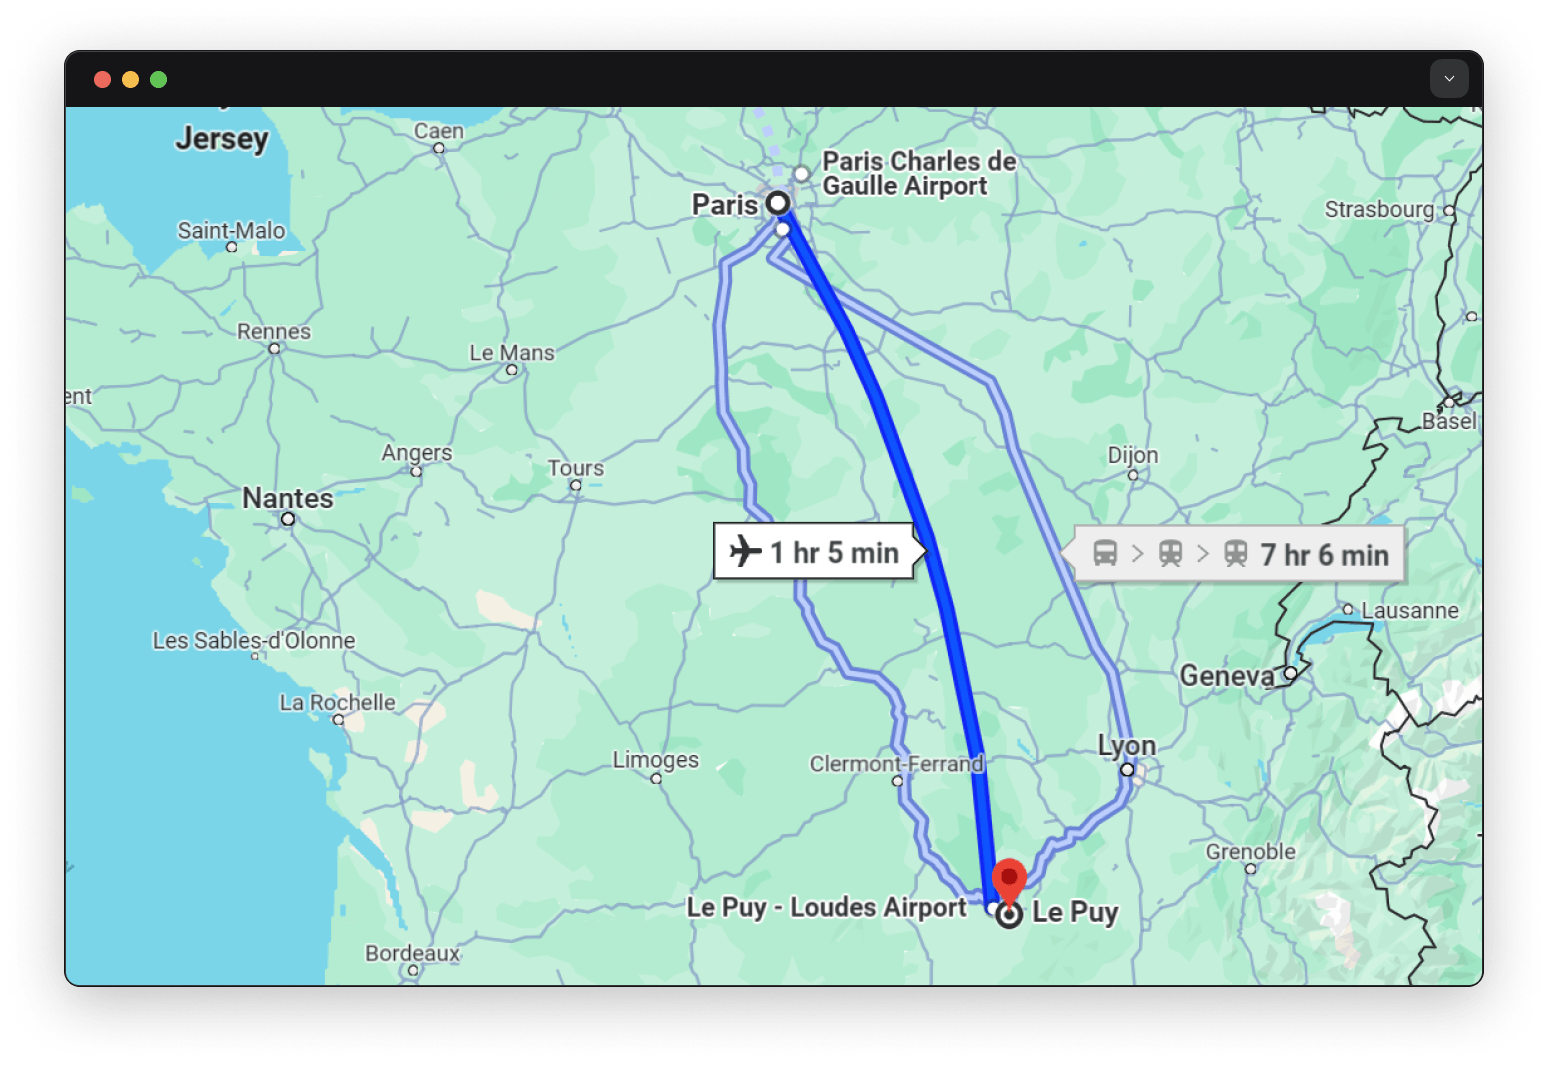 Jersey
Caen
Paris Charles de
Gaulle Airport
Paris
Strasbourg
Saint-Malo
Rennes
Le Mans
ent
Basel
Angers
Dijon
Tours
Nantes
1 hr 5 min
7 hr 6 min
Lausanne
Les Sables-d'Olonne
Geneva
La Rochelle
Lyon
Limoges
Clermont-Ferrand
Grenoble
Le Puy - Loudes Airport
Le Puy
Bordeaux